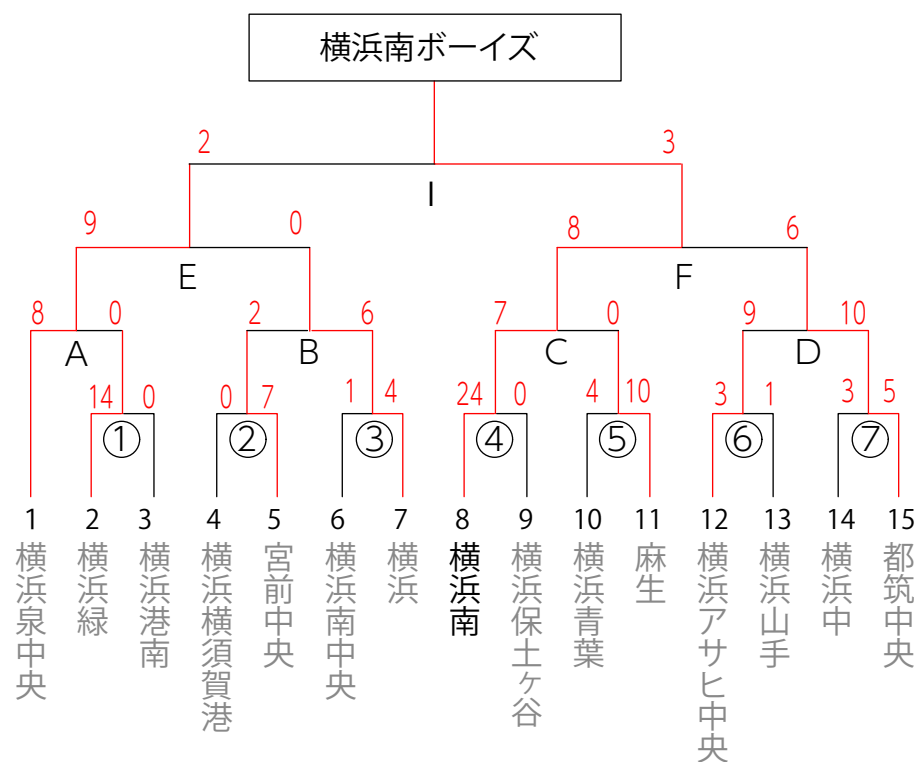 横浜南ボーイズ
2 3
I
9 0 8 6
E F
8 0 2 6 7 0 9 10
A B C D
14 0 0 7 1 4 24 0 4 10 3 1 3 5
① ② ③ ④ ⑤ ⑥ ⑦
1 2 3 4 5 6 7 8 9 10 11 12 13 14 15
横浜泉中央
横浜緑
横浜港南
横浜横須賀港
宮前中央
横浜南中央
横浜
横浜南
横浜保土ヶ谷
横浜青葉
麻生
横浜アサヒ中央
横浜山手
横浜中
都筑中央